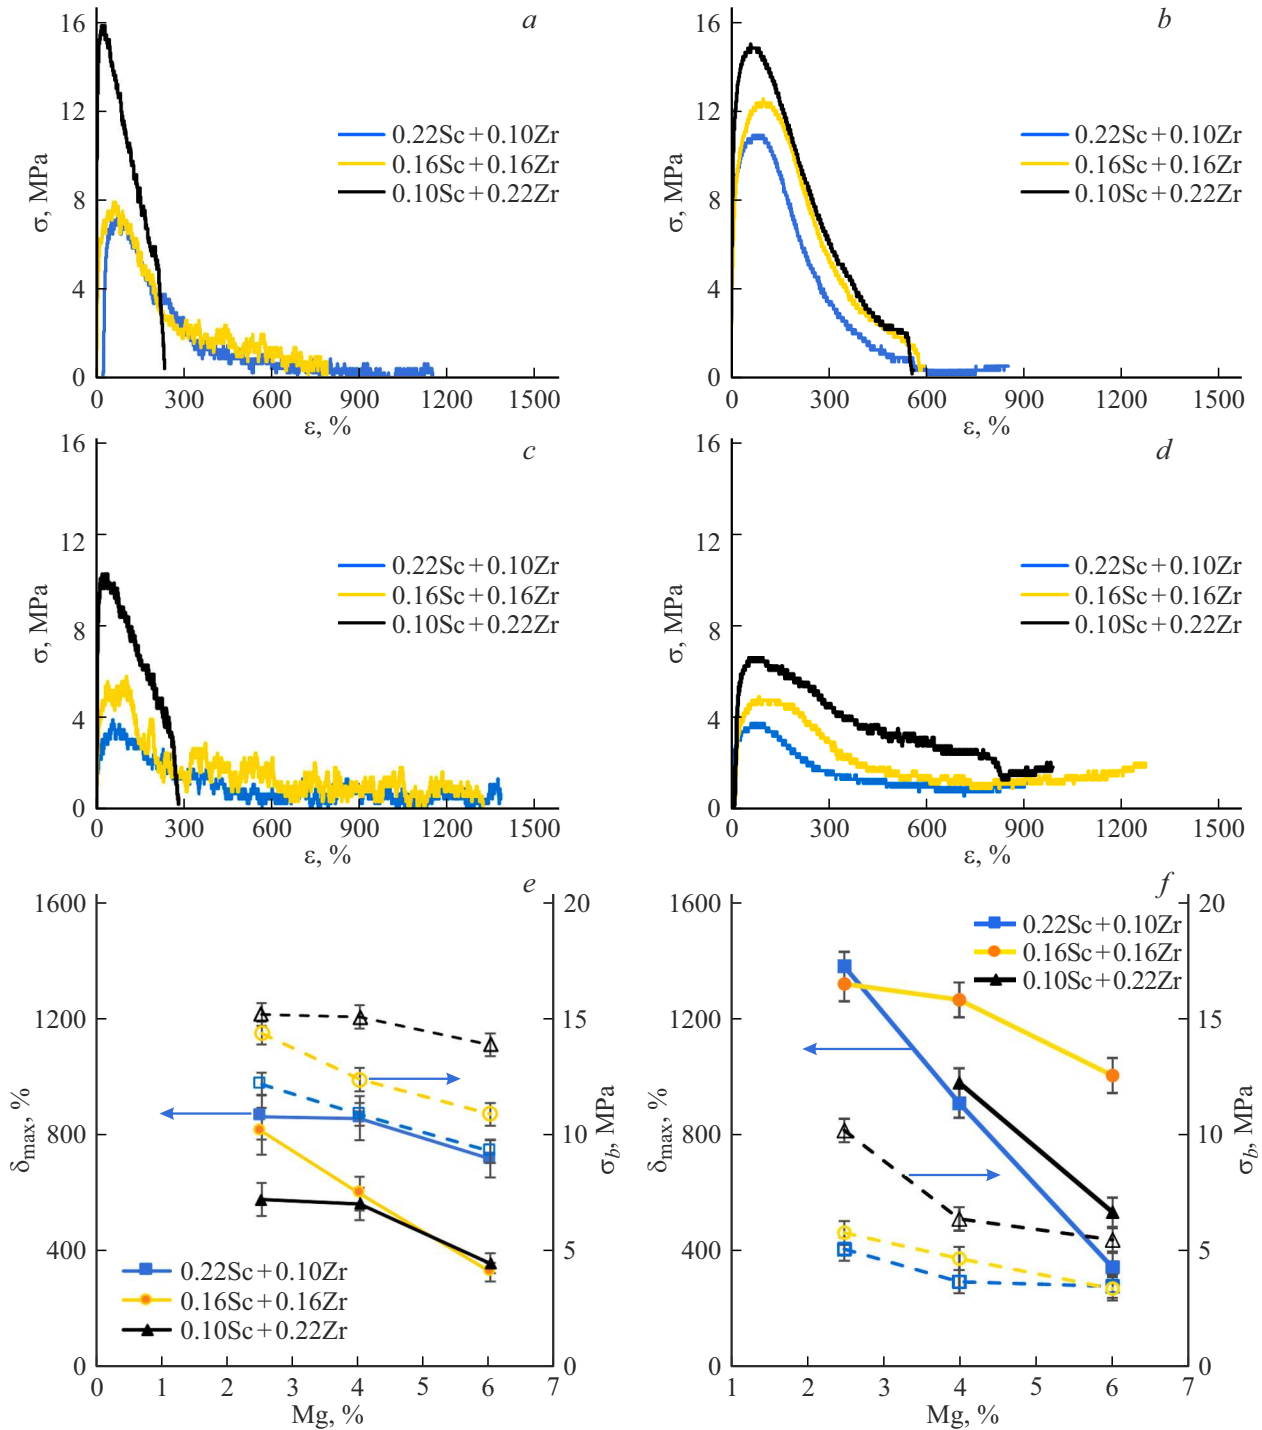 a
16
12
8
4
0
σ, MPa
0.22Sc+0.10Zr
0.16Sc+0.16Zr
0.10Sc+0.22Zr
0 300 600 900 1200 1500
ε, %
b
16
12
8
4
0
σ, MPa
0.22Sc+0.10Zr
0.16Sc+0.16Zr
0.10Sc+0.22Zr
0 300 600 900 1200 1500
ε, %
c
16
12
8
4
0
σ, MPa
0.22Sc+0.10Zr
0.16Sc+0.16Zr
0.10Sc+0.22Zr
0 300 600 900 1200 1500
ε, %
d
16
12
8
4
0
σ, MPa
0.22Sc+0.10Zr
0.16Sc+0.16Zr
0.10Sc+0.22Zr
0 300 600 900 1200 1500
ε, %
e
1600
1200
800
400
0
δmax, %
20
15
10
5
0
σb, MPa
0.22Sc+0.10Zr
0.16Sc+0.16Zr
0.10Sc+0.22Zr
0 1 2 3 4 5 6 7
Mg, %
f
1600
1200
800
400
0
δmax, %
20
15
10
5
0
σb, MPa
0.22Sc+0.10Zr
0.16Sc+0.16Zr
0.10Sc+0.22Zr
1 2 3 4 5 6 7
Mg, %